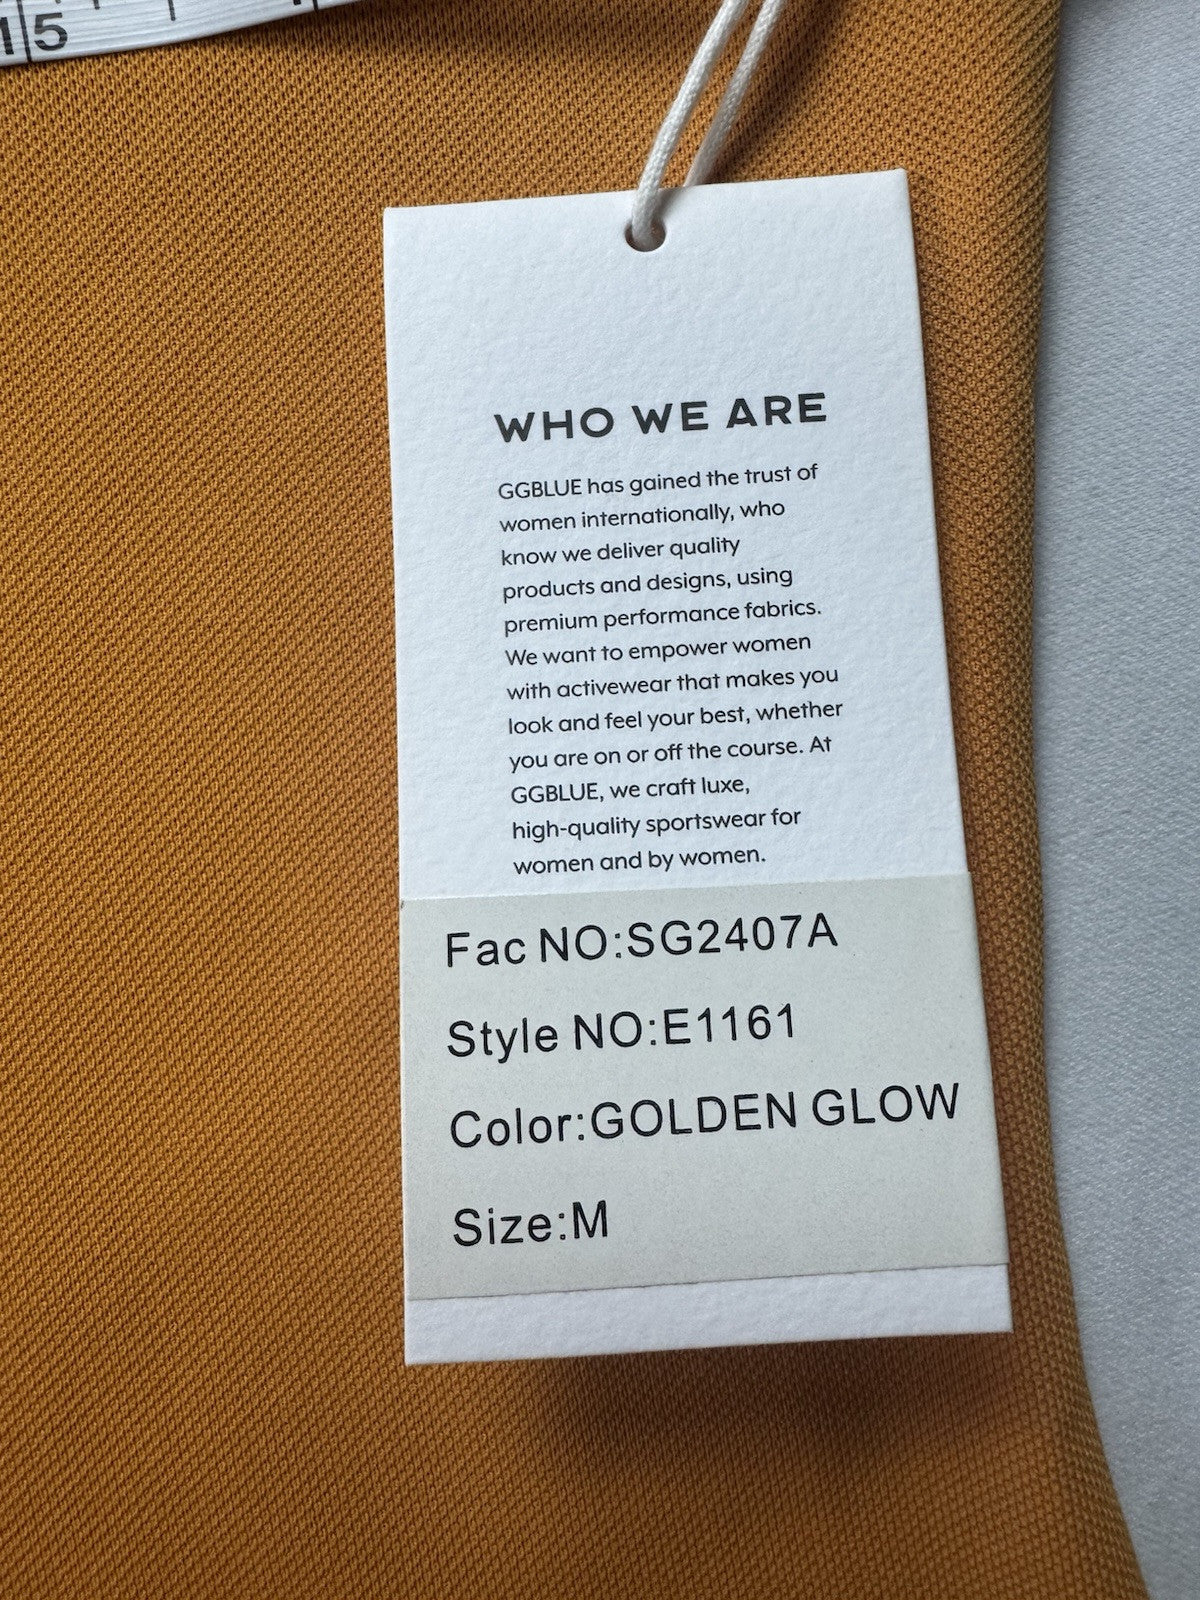 15
WHO WE ARE
GGBLUE has gained the trust of
women internationally, who
know we deliver quality
products and designs, using
premium performance fabrics.
We want to empower women
with activewear that makes you
look and feel your best, whether
you are on or off the course. At
GGBLUE, we craft luxe,
high-quality sportswear for
women and by women.
Fac NO:SG2407A
Style NO:E1161
Color:GOLDEN GLOW
Size:M